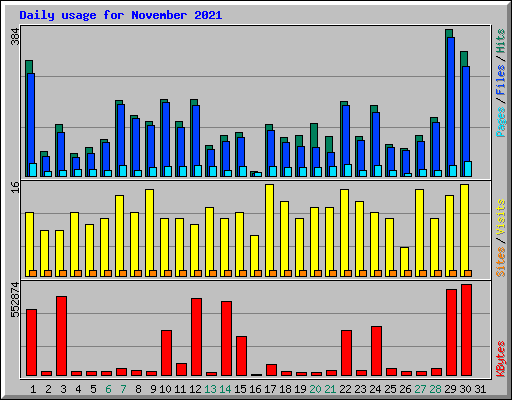 Daily usage for November 2021
384
Pages / Files / Hits
16
Sites / Visits
552874
KBytes
1 2 3 4 5 6 7 8 9 10 11 12 13 14 15 16 17 18 19 20 21 22 23 24 25 26 27 28 29 30 31